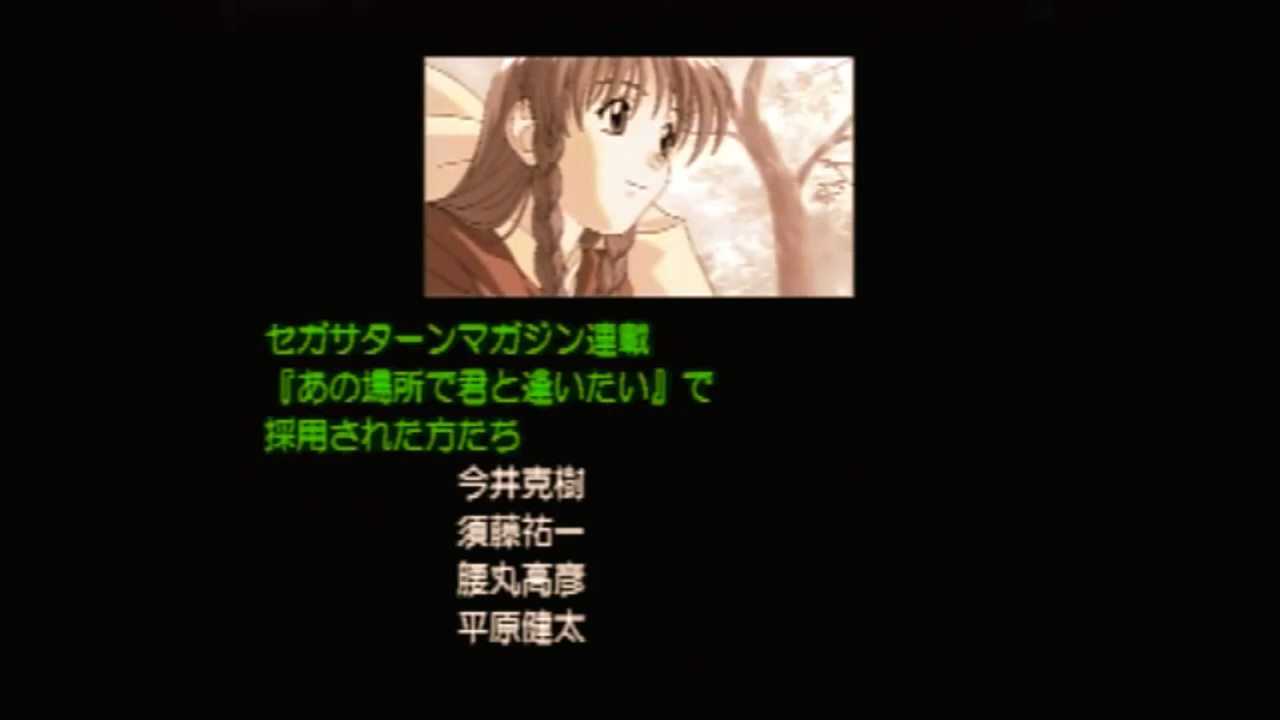 セガサターンマガジン連載
『あの場所で君と逢いたい』で
採用された方たち
今井克樹
須藤祐一
腰丸高彦
平原健太